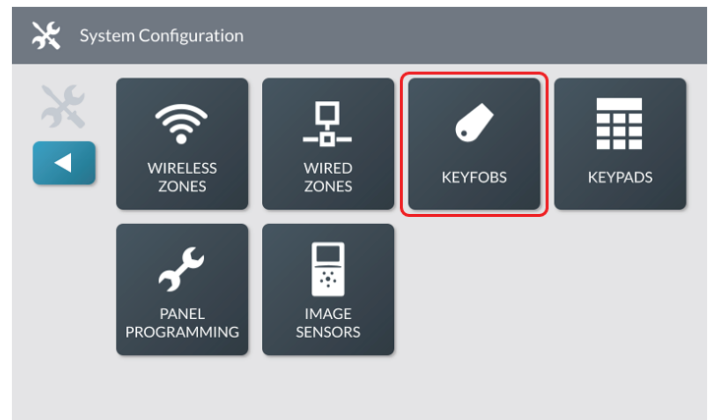 System Configuration
WIRELESS
ZONES
WIRED
ZONES
KEYFOBS
KEYPADS
PANEL
PROGRAMMING
IMAGE
SENSORS